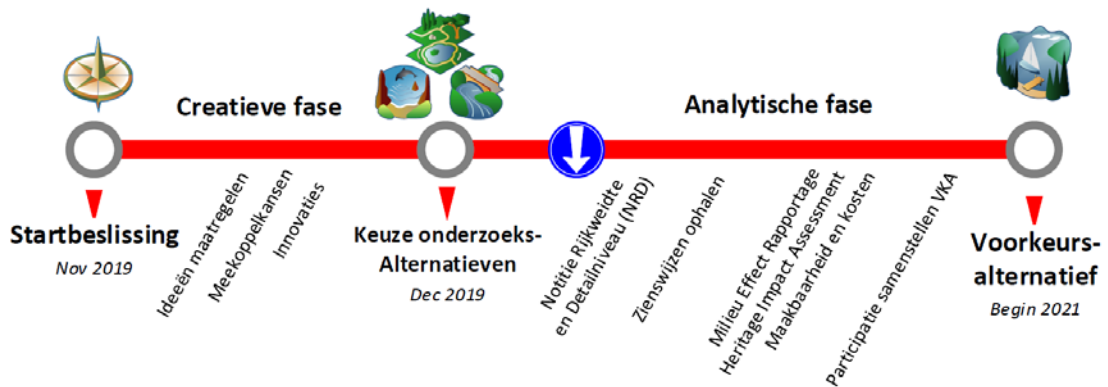 Creatieve fase
Analytische fase
Startbeslissing
Nov 2019
Ideeën maatregelen
Meekoppelkansen
Innovaties
Keuze onderzoeks-
Alternatieven
Dec 2019
Notitie Rijkweidte
en Detailniveau (NRD)
Zienswijzen ophalen
Milieu Effect Rapportage
Heritage Impact Assessment
Maakbaarheid en kosten
Participatie samenstellen VKA
Voorkeurs-
alternatief
Begin 2021